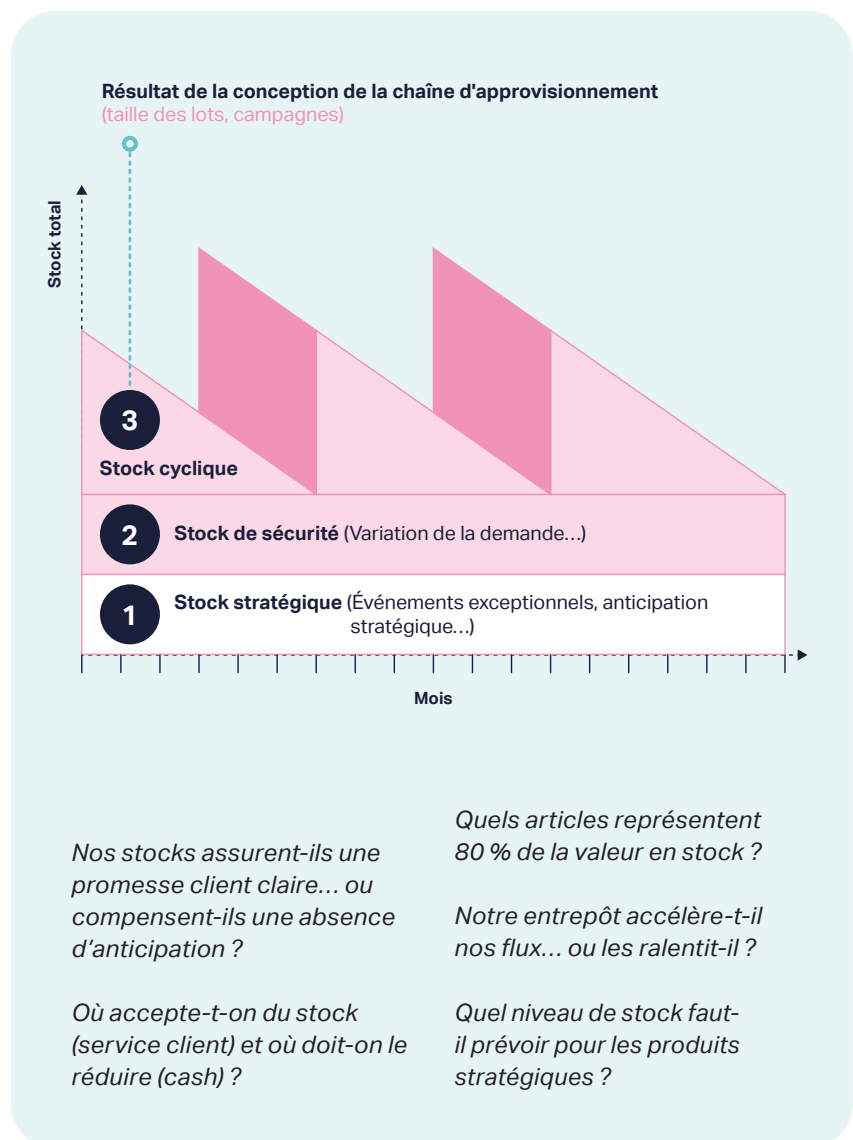 Résultat de la conception de la chaîne d'approvisionnement
(taille des lots, campagnes)
Stock total
3
Stock cyclique
2
Stock de sécurité (Variation de la demande…)
1
Stock stratégique (Événements exceptionnels, anticipation
stratégique…)
Mois
Nos stocks assurent-ils une
promesse client claire… ou
compensent-ils une absence
d’anticipation ?
Où accepte-t-on du stock
(service client) et où doit-on le
réduire (cash) ?
Quels articles représentent
80 % de la valeur en stock ?
Notre entrepôt accélère-t-il
nos flux… ou les ralentit-il ?
Quel niveau de stock faut-
il prévoir pour les produits
stratégiques ?